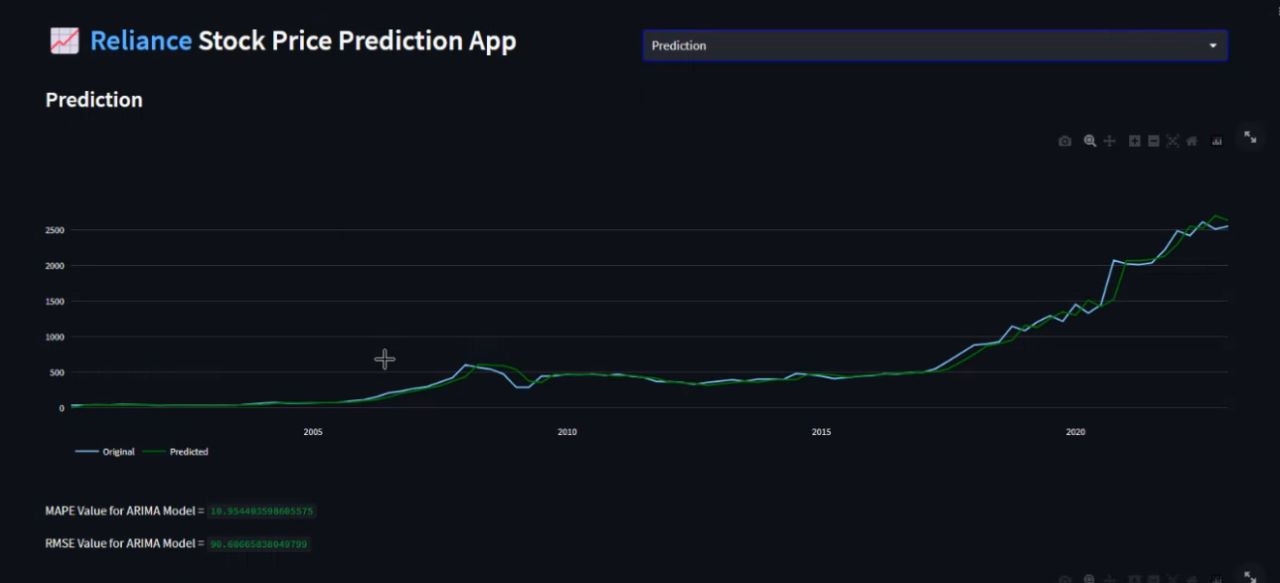 Reliance Stock Price Prediction App
Prediction
Prediction
2500
2000
1500
1000
500
0
2005 2010 2015 2020
Original Predicted
MAPE Value for ARIMA Model = 10.954403598605575
RMSE Value for ARIMA Model = 90.60665838049799